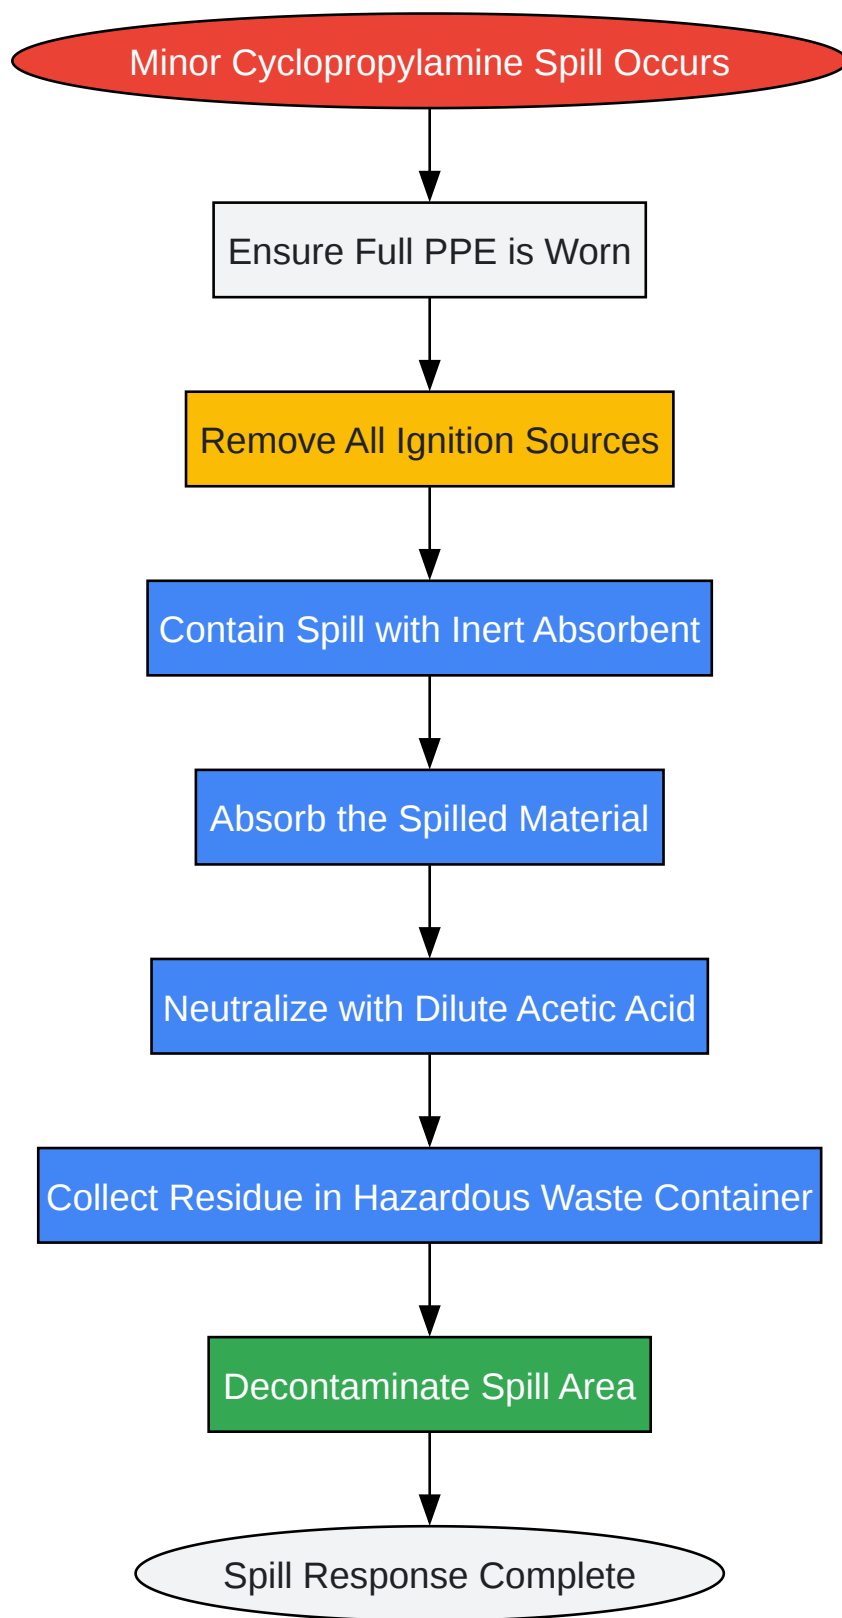 Minor Cyclopropylamine Spill Occurs
Ensure Full PPE is Worn
Remove All Ignition Sources
Contain Spill with Inert Absorbent
Absorb the Spilled Material
Neutralize with Dilute Acetic Acid
Collect Residue in Hazardous Waste Container
Decontaminate Spill Area
Spill Response Complete